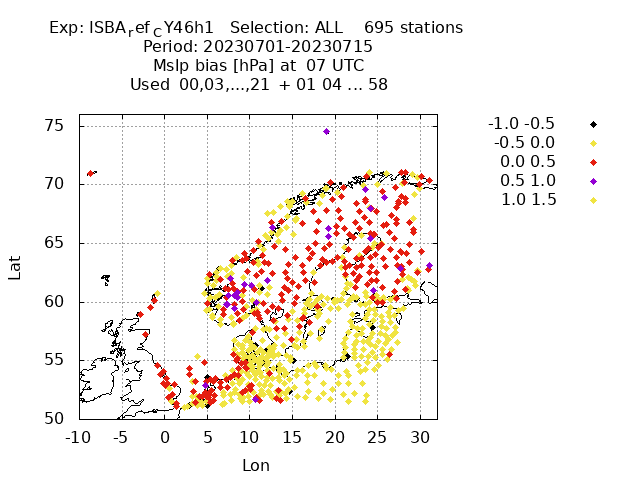 Exp: ISBAref CY46h1   Selection: ALL    695 stations
Period: 20230701-20230715
Mslp bias [hPa] at  07 UTC
Used  00,03,...,21  + 01 04 ... 58
-1.0 -0.5
-0.5 0.0
0.0 0.5
0.5 1.0
1.0 1.5
75
70
65
60
55
50
Lat
-10 -5 0 5 10 15 20 25 30
Lon